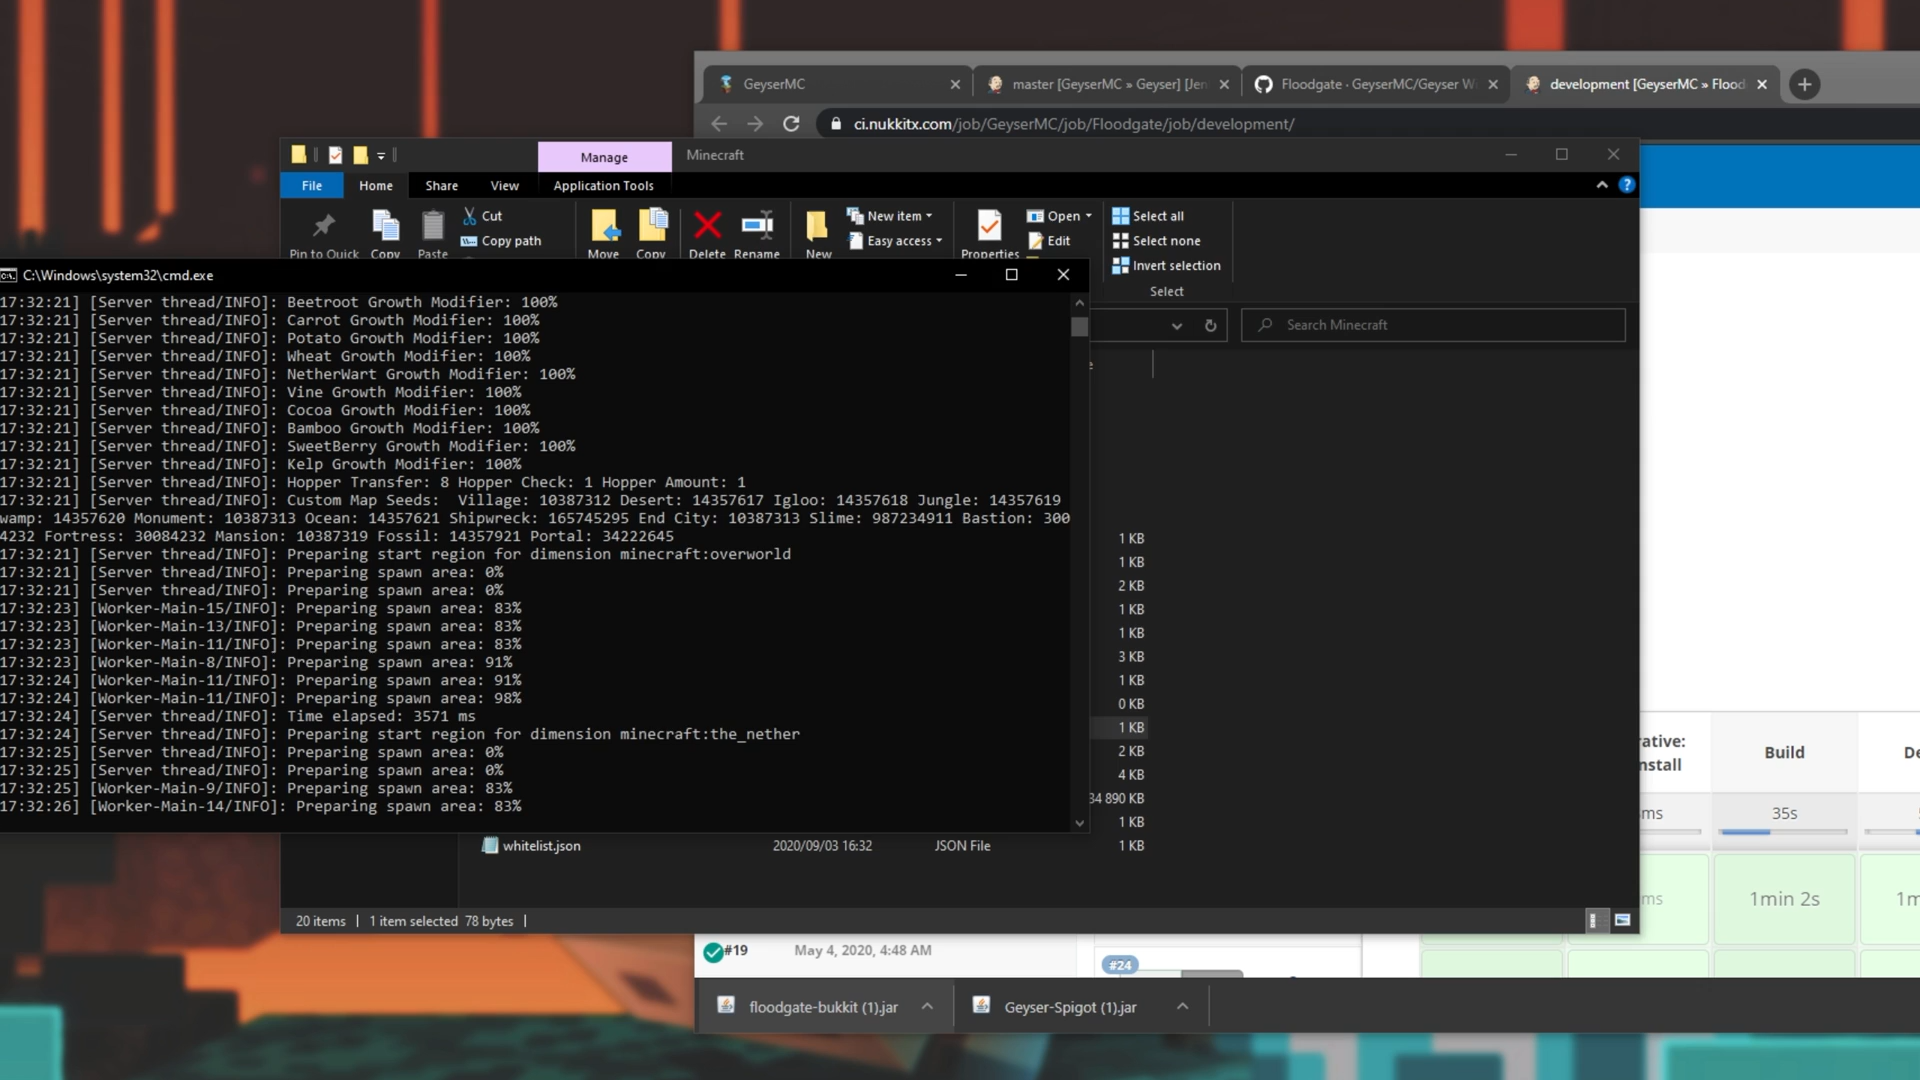 GeyserMC
master [GeyserMC » Geyser] [Jen
Floodgate · GeyserMC/Geyser W
development [GeyserMC » Flood
ci.nukkitx.com/job/GeyserMC/job/Floodgate/job/development/
Manage
Minecraft
File
Home
Share
View
Application Tools
Pin to Quick
Copy
Paste
Cut
Copy path
Move
Copy
Delete
Rename
New
New item
Easy access
Properties
Open
Edit
Select all
Select none
Invert selection
Select
Search Minecraft
C:\Windows\system32\cmd.exe
17:32:21] [Server thread/INFO]: Beetroot Growth Modifier: 100%
17:32:21] [Server thread/INFO]: Carrot Growth Modifier: 100%
17:32:21] [Server thread/INFO]: Potato Growth Modifier: 100%
17:32:21] [Server thread/INFO]: Wheat Growth Modifier: 100%
17:32:21] [Server thread/INFO]: NetherWart Growth Modifier: 100%
17:32:21] [Server thread/INFO]: Vine Growth Modifier: 100%
17:32:21] [Server thread/INFO]: Cocoa Growth Modifier: 100%
17:32:21] [Server thread/INFO]: Bamboo Growth Modifier: 100%
17:32:21] [Server thread/INFO]: SweetBerry Growth Modifier: 100%
17:32:21] [Server thread/INFO]: Kelp Growth Modifier: 100%
17:32:21] [Server thread/INFO]: Hopper Transfer: 8 Hopper Check: 1 Hopper Amount: 1
17:32:21] [Server thread/INFO]: Custom Map Seeds:  Village: 10387312 Desert: 14357617 Igloo: 14357618 Jungle: 14357619
wamp: 14357620 Monument: 10387313 Ocean: 14357621 Shipwreck: 165745295 End City: 10387313 Slime: 987234911 Bastion: 300
4232 Fortress: 30084232 Mansion: 10387319 Fossil: 14357921 Portal: 34222645
17:32:21] [Server thread/INFO]: Preparing start region for dimension minecraft:overworld
17:32:21] [Server thread/INFO]: Preparing spawn area: 0%
17:32:21] [Server thread/INFO]: Preparing spawn area: 0%
17:32:23] [Worker-Main-15/INFO]: Preparing spawn area: 83%
17:32:23] [Worker-Main-13/INFO]: Preparing spawn area: 83%
17:32:23] [Worker-Main-11/INFO]: Preparing spawn area: 83%
17:32:23] [Worker-Main-8/INFO]: Preparing spawn area: 91%
17:32:24] [Worker-Main-11/INFO]: Preparing spawn area: 91%
17:32:24] [Worker-Main-11/INFO]: Preparing spawn area: 98%
17:32:24] [Server thread/INFO]: Time elapsed: 3571 ms
17:32:24] [Server thread/INFO]: Preparing start region for dimension minecraft:the_nether
17:32:25] [Server thread/INFO]: Preparing spawn area: 0%
17:32:25] [Server thread/INFO]: Preparing spawn area: 0%
17:32:25] [Worker-Main-9/INFO]: Preparing spawn area: 83%
17:32:26] [Worker-Main-14/INFO]: Preparing spawn area: 83%
1 KB
1 KB
2 KB
1 KB
1 KB
3 KB
1 KB
0 KB
1 KB
2 KB
4 KB
34 890 KB
1 KB
whitelist.json 2020/09/03 16:32 JSON File 1 KB
20 items 1 item selected 78 bytes
rative:
nstall
Build
De
ms
35s
ms
1min 2s
1m
#19 May 4, 2020, 4:48 AM
#24
floodgate-bukkit (1).jar
Geyser-Spigot (1).jar